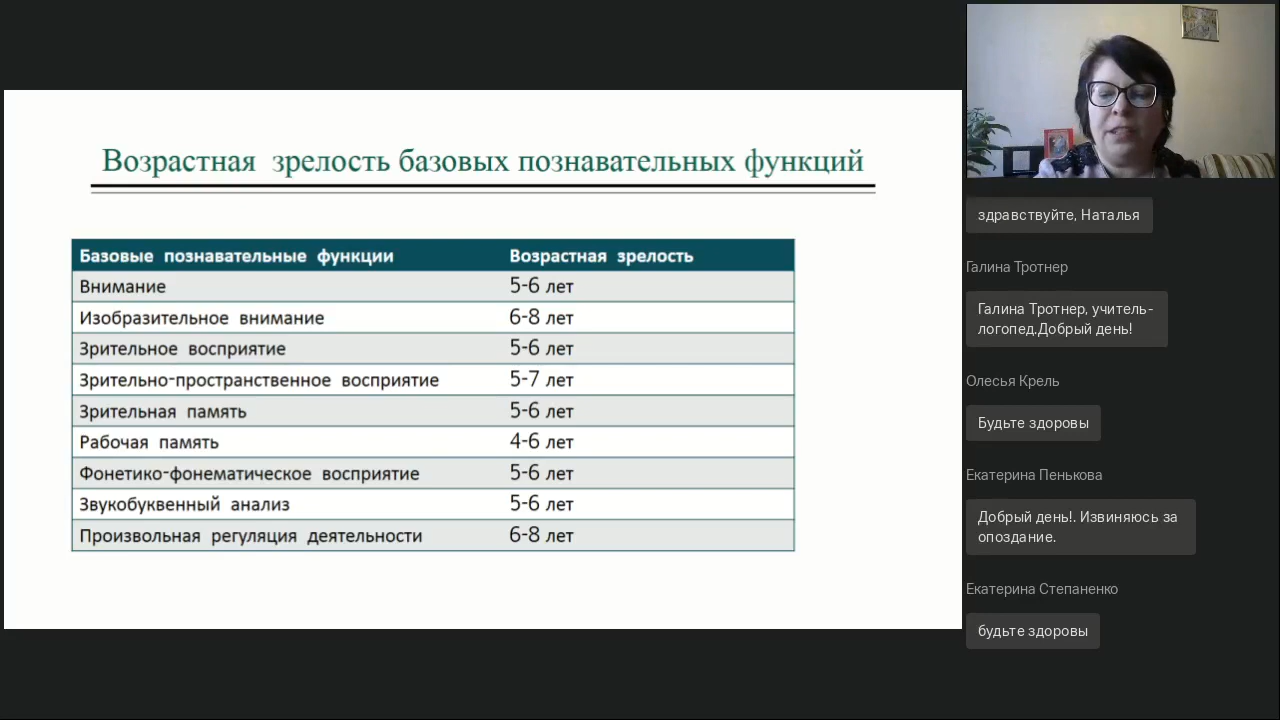 Возрастная зрелость базовых познавательных функций
Базовые познавательные функции Возрастная зрелость
Внимание 5-6 лет
Изобразительное внимание 6-8 лет
Зрительное восприятие 5-6 лет
Зрительно-пространственное восприятие 5-7 лет
Зрительная память 5-6 лет
Рабочая память 4-6 лет
Фонетико-фонематическое восприятие 5-6 лет
Звукобуквенный анализ 5-6 лет
Произвольная регуляция деятельности 6-8 лет
здравствуйте, Наталья
Галина Тротнер
Галина Тротнер, учитель-
логопед.Добрый день!
Олесья Крель
Будьте здоровы
Екатерина Пенькова
Добрый день!. Извиняюсь за
опоздание.
Екатерина Степаненко
будьте здоровы